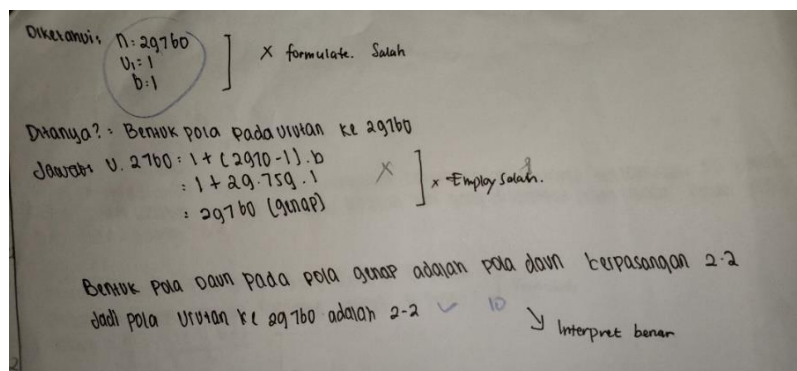 Diketahui: n: 29760
U1 = 1
b: 1
× formulate. Salah
Ditanya? : Bentuk pola pada urutan ke 29760
Jawab: U. 2760 : 1 + (2970 - 1). b
: 1 + 29.759 . 1
: 29760 (genap)
× × Employ Salah.
Bentuk pola Daun pada pola genap adalah pola daun berpasangan 2-2
Jadi pola urutan ke 29760 adalah 2-2 ✓ 10
↘ Interpret benar